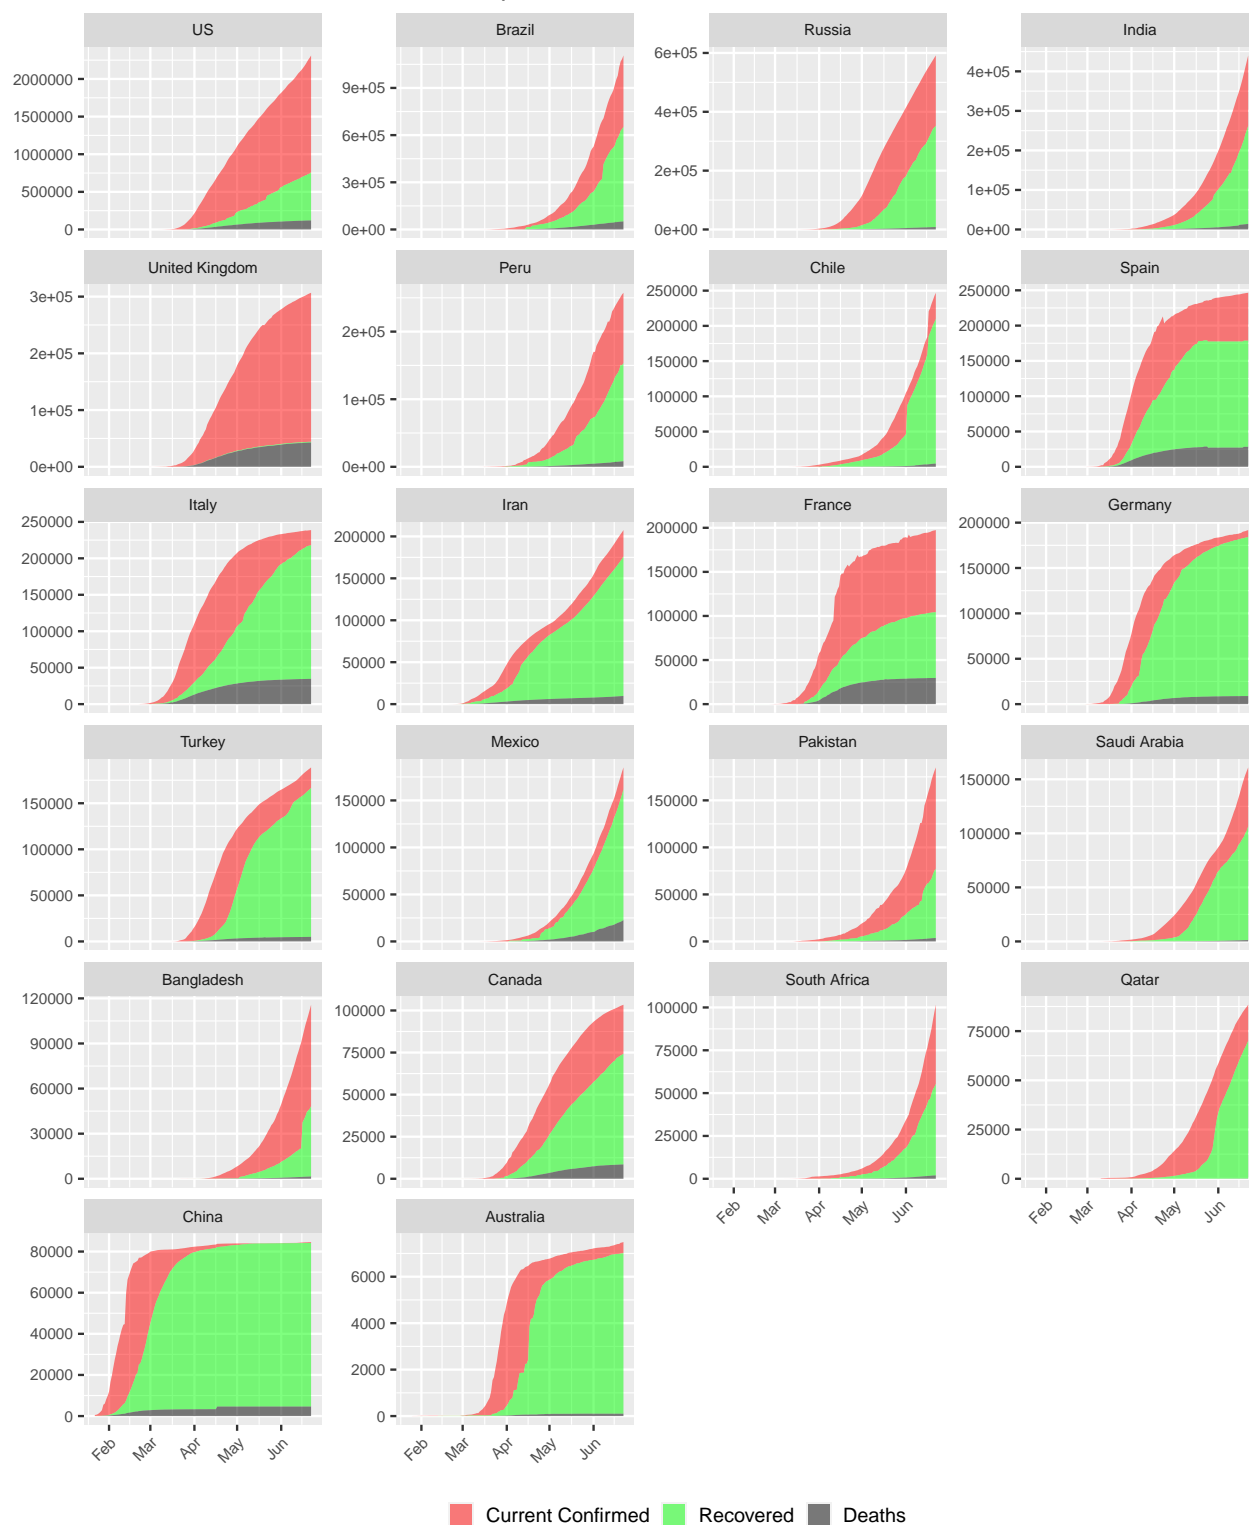 US Brazil Russia India
2000000
1500000
1000000
500000
0
9e+05
6e+05
3e+05
0e+00
6e+05
4e+05
2e+05
0e+00
4e+05
3e+05
2e+05
1e+05
0e+00
United Kingdom Peru Chile Spain
3e+05
2e+05
1e+05
0e+00
2e+05
1e+05
0e+00
250000
200000
150000
100000
50000
0
250000
200000
150000
100000
50000
0
Italy Iran France Germany
250000
200000
150000
100000
50000
0
200000
150000
100000
50000
0
200000
150000
100000
50000
0
200000
150000
100000
50000
0
Turkey Mexico Pakistan Saudi Arabia
150000
100000
50000
0
150000
100000
50000
0
150000
100000
50000
0
150000
100000
50000
0
Bangladesh Canada South Africa Qatar
120000
90000
60000
30000
0
100000
75000
50000
25000
0
100000
75000
50000
25000
0
75000
50000
25000
0
Feb Mar Apr May Jun
Feb Mar Apr May Jun
China Australia
80000
60000
40000
20000
0
6000
4000
2000
0
Feb Mar Apr May Jun
Feb Mar Apr May Jun
Current Confirmed Recovered Deaths